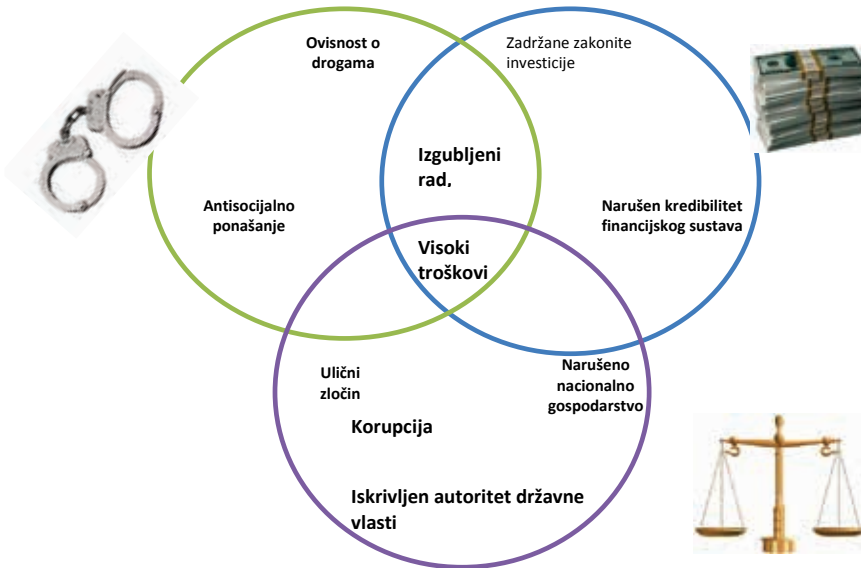 Ovisnost o
drogama
Zadržane zakonite
investicije
Izgubljeni
rad,
Antisocijalno
ponašanje
Narušen kredibilitet
financijskog sustava
Visoki
troškovi
Ulični
zločin
Narušeno
nacionalno
gospodarstvo
Korupcija
Iskrivljen autoritet državne
vlasti